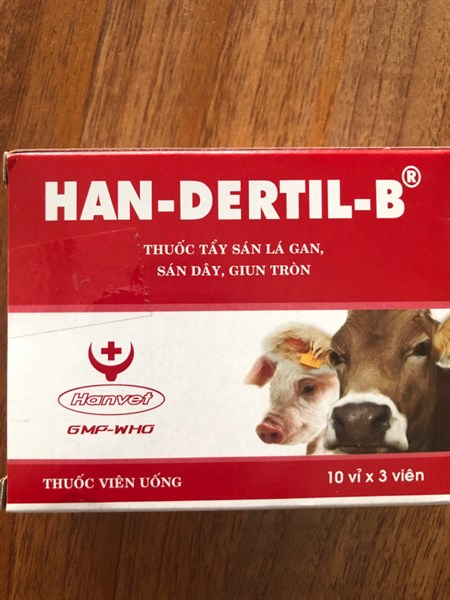 HAN-DERTIL-B®
THUỐC TẨY SÁN LÁ GAN,
SÁN DÂY, GIUN TRÒN
Hanvet
GMP-WHO
THUỐC VIÊN UỐNG
10 vỉ x 3 viên